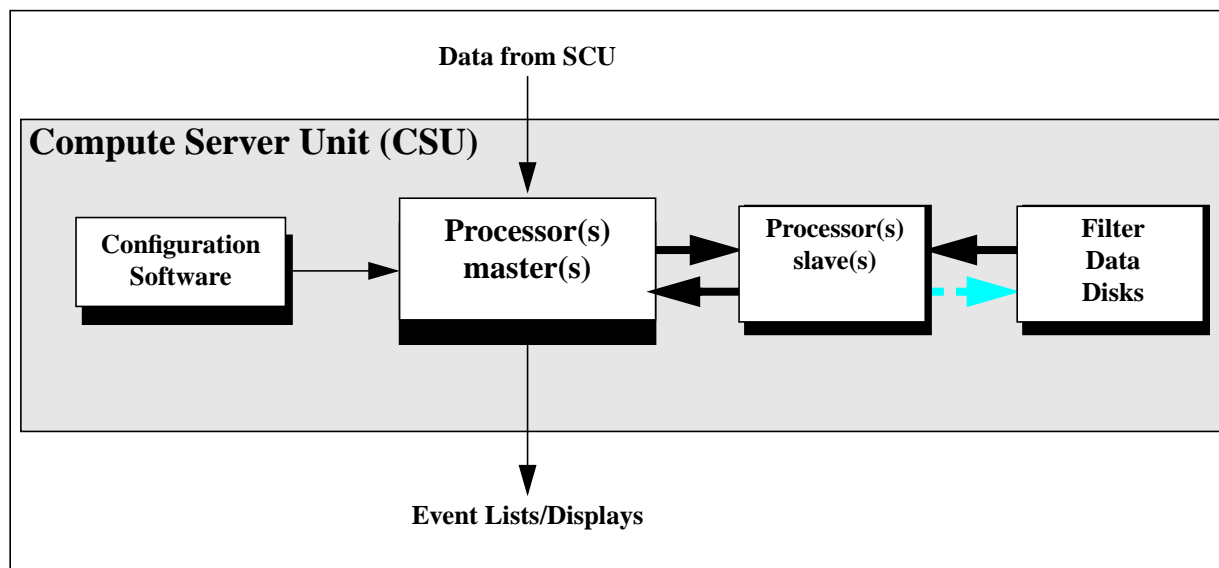 Data from SCU
Compute Server Unit (CSU)
Configuration
Software
Processor(s)
master(s)
Processor(s)
slave(s)
Filter
Data
Disks
Event Lists/Displays